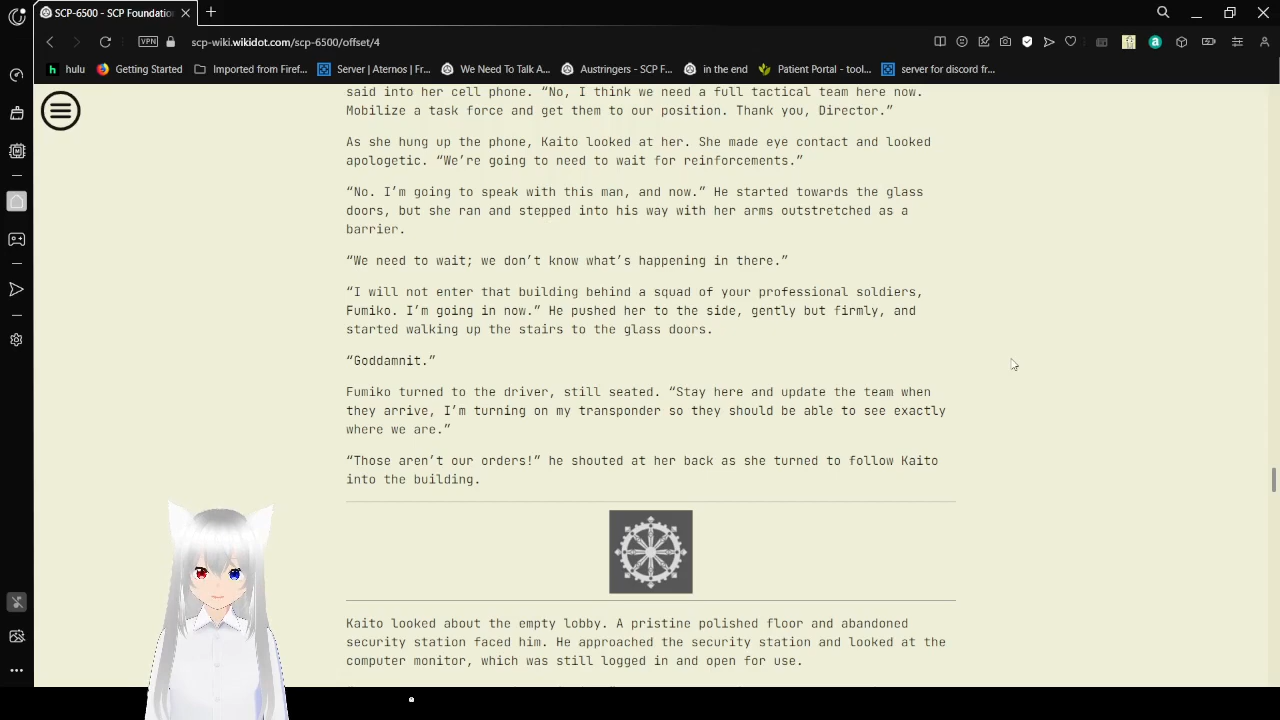 SCP-6500 - SCP Foundatio
scp-wiki.wikidot.com/scp-6500/offset/4
VPN
hulu
Getting Started
Imported from Firef...
Server | Aternos | Fr...
We Need To Talk A...
Austringers - SCP F...
in the end
Patient Portal - tool...
server for discord fr...
said into her cell phone. “No, I think we need a full tactical team here now.
Mobilize a task force and get them to our position. Thank you, Director.”
As she hung up the phone, Kaito looked at her. She made eye contact and looked
apologetic. “We’re going to need to wait for reinforcements.”
“No. I’m going to speak with this man, and now.” He started towards the glass
doors, but she ran and stepped into his way with her arms outstretched as a
barrier.
“We need to wait; we don’t know what’s happening in there.”
“I will not enter that building behind a squad of your professional soldiers,
Fumiko. I’m going in now.” He pushed her to the side, gently but firmly, and
started walking up the stairs to the glass doors.
“Goddamnit.”
Fumiko turned to the driver, still seated. “Stay here and update the team when
they arrive, I’m turning on my transponder so they should be able to see exactly
where we are.”
“Those aren’t our orders!” he shouted at her back as she turned to follow Kaito
into the building.
Kaito looked about the empty lobby. A pristine polished floor and abandoned
security station faced him. He approached the security station and looked at the
computer monitor, which was still logged in and open for use.